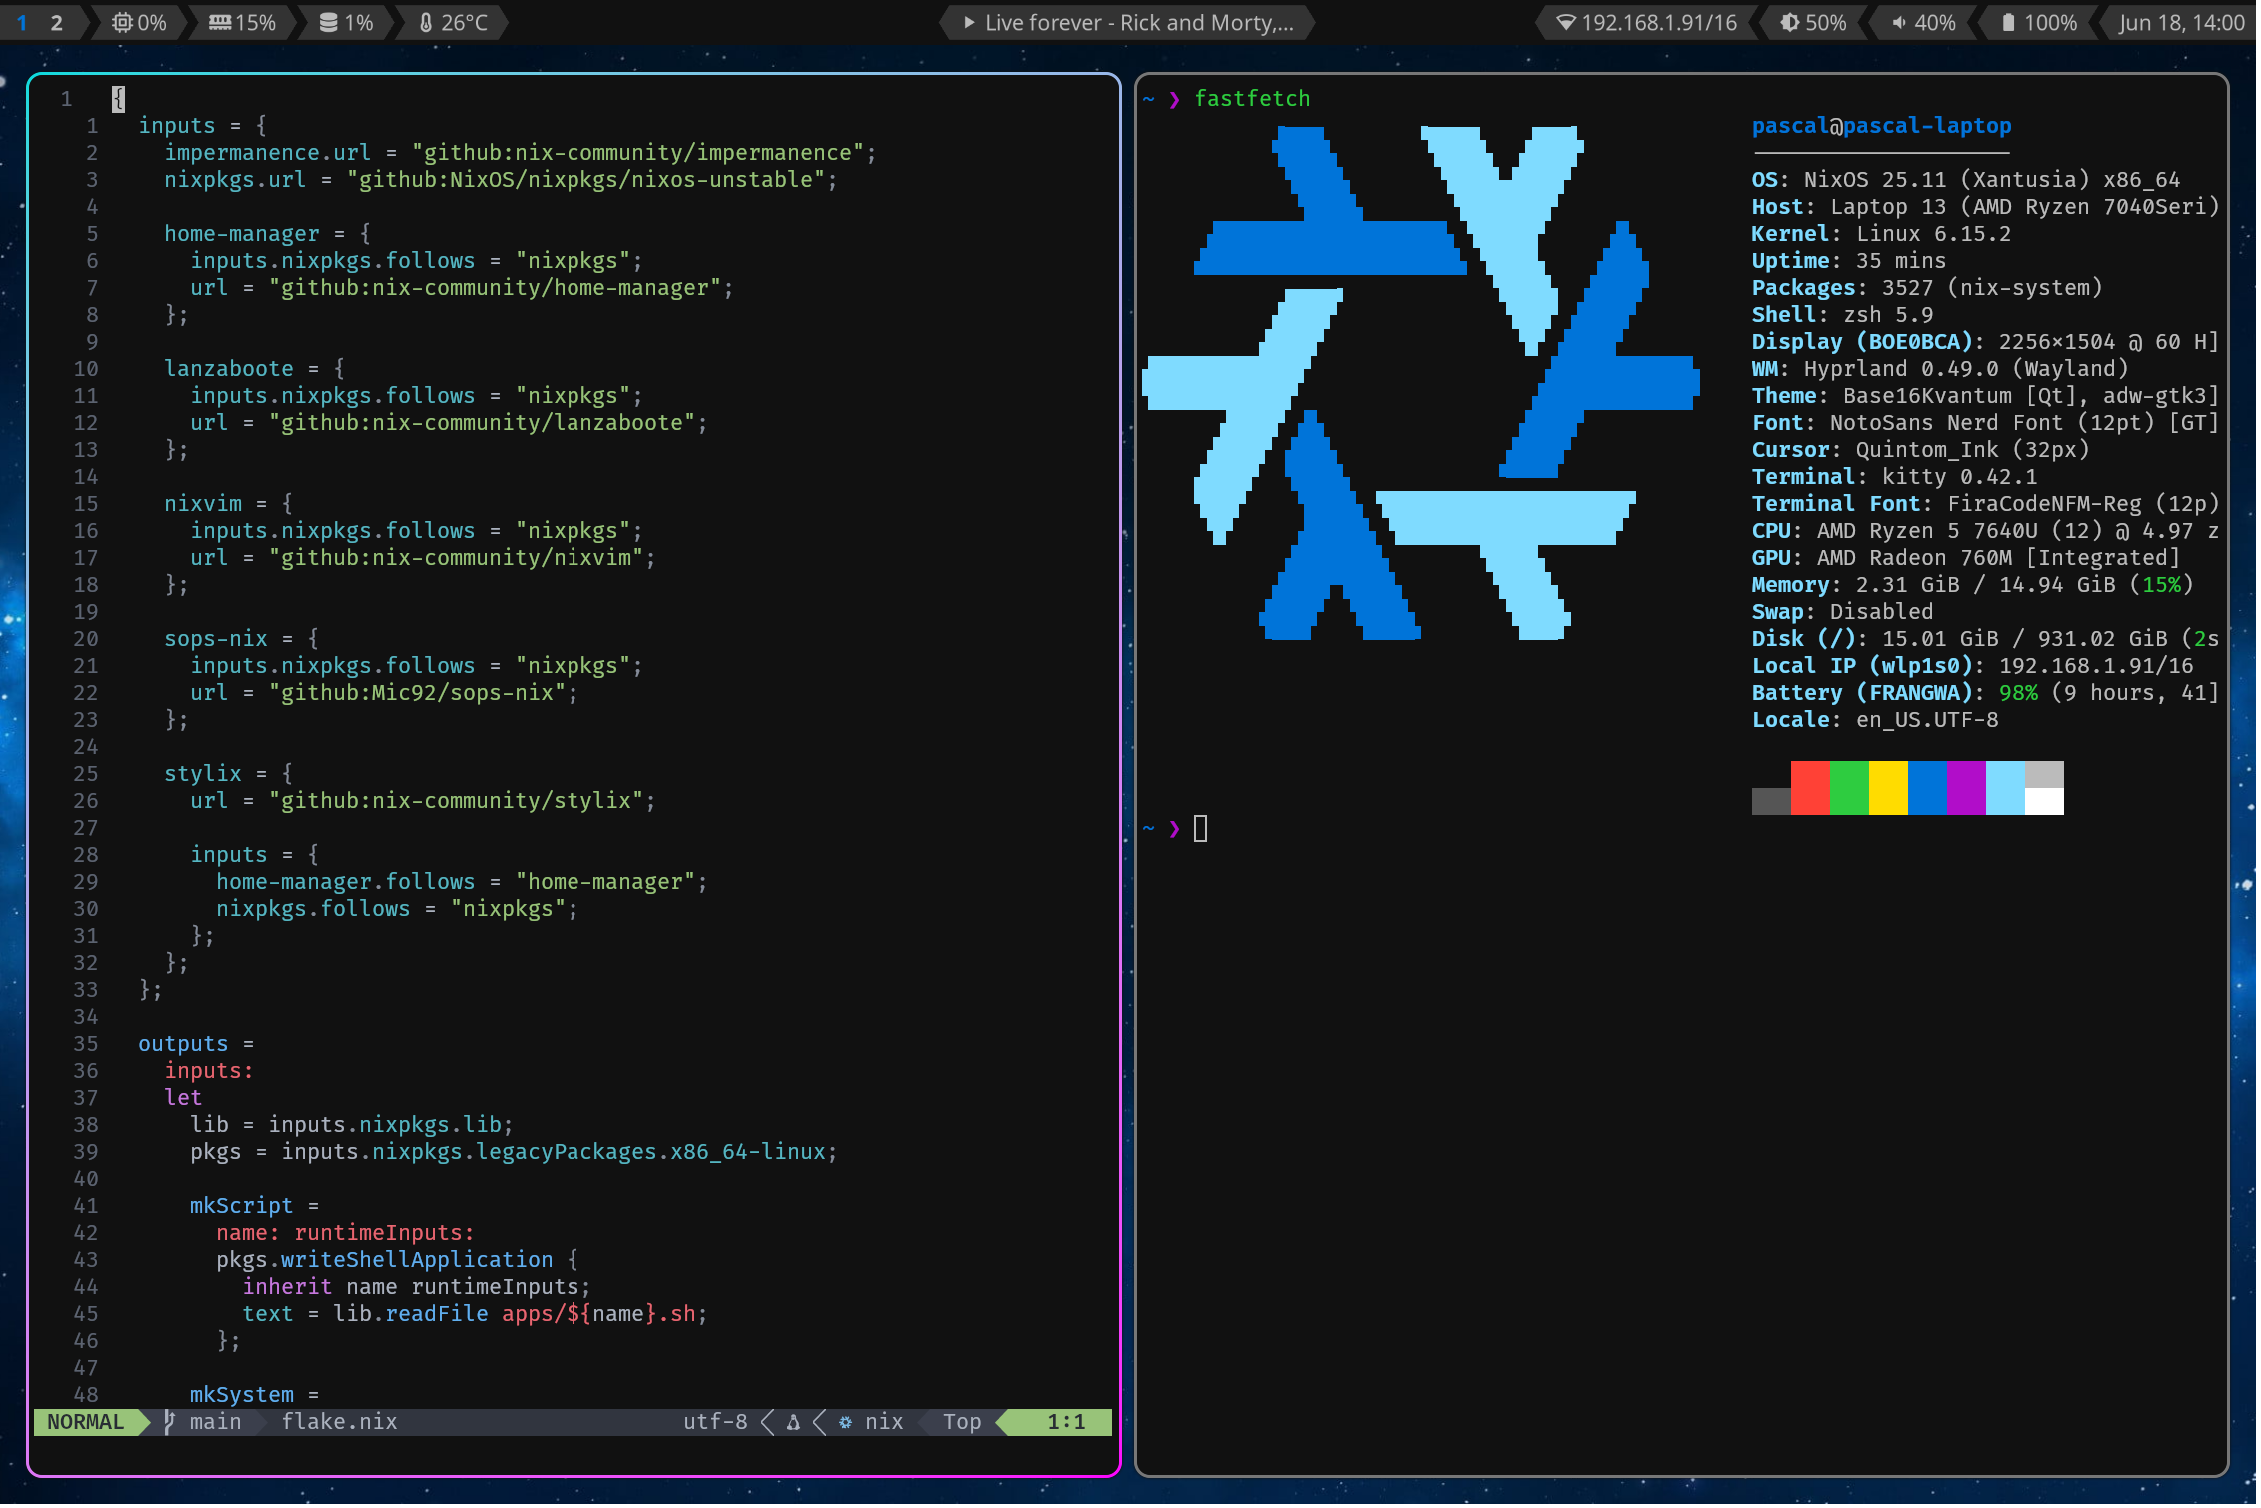 1 2 0% 15% 1% 26°C Live forever - Rick and Morty,... 192.168.1.91/16 50% 40% 100% Jun 18, 14:00
1 {
1 inputs = {
2 impermanence.url = "github:nix-community/impermanence";
3 nixpkgs.url = "github:NixOS/nixpkgs/nixos-unstable";
4
5 home-manager = {
6 inputs.nixpkgs.follows = "nixpkgs";
7 url = "github:nix-community/home-manager";
8 };
9
10 lanzaboote = {
11 inputs.nixpkgs.follows = "nixpkgs";
12 url = "github:nix-community/lanzaboote";
13 };
14
15 nixvim = {
16 inputs.nixpkgs.follows = "nixpkgs";
17 url = "github:nix-community/nixvim";
18 };
19
20 sops-nix = {
21 inputs.nixpkgs.follows = "nixpkgs";
22 url = "github:Mic92/sops-nix";
23 };
24
25 stylix = {
26 url = "github:nix-community/stylix";
27
28 inputs = {
29 home-manager.follows = "home-manager";
30 nixpkgs.follows = "nixpkgs";
31 };
32 };
33 };
34
35 outputs =
36 inputs:
37 let
38 lib = inputs.nixpkgs.lib;
39 pkgs = inputs.nixpkgs.legacyPackages.x86_64-linux;
40
41 mkScript =
42 name: runtimeInputs:
43 pkgs.writeShellApplication {
44 inherit name runtimeInputs;
45 text = lib.readFile apps/${name}.sh;
46 };
47
48 mkSystem =
NORMAL main flake.nix utf-8 nix Top 1:1
~ ❯ fastfetch
pascal@pascal-laptop
OS: NixOS 25.11 (Xantusia) x86_64
Host: Laptop 13 (AMD Ryzen 7040Seri)
Kernel: Linux 6.15.2
Uptime: 35 mins
Packages: 3527 (nix-system)
Shell: zsh 5.9
Display (BOE0BCA): 2256×1504 @ 60 H]
WM: Hyprland 0.49.0 (Wayland)
Theme: Base16Kvantum [Qt], adw-gtk3]
Font: NotoSans Nerd Font (12pt) [GT]
Cursor: Quintom_Ink (32px)
Terminal: kitty 0.42.1
Terminal Font: FiraCodeNFM-Reg (12p)
CPU: AMD Ryzen 5 7640U (12) @ 4.97 z
GPU: AMD Radeon 760M [Integrated]
Memory: 2.31 GiB / 14.94 GiB (15%)
Swap: Disabled
Disk (/): 15.01 GiB / 931.02 GiB (2s
Local IP (wlp1s0): 192.168.1.91/16
Battery (FRANGWA): 98% (9 hours, 41]
Locale: en_US.UTF-8
~ ❯